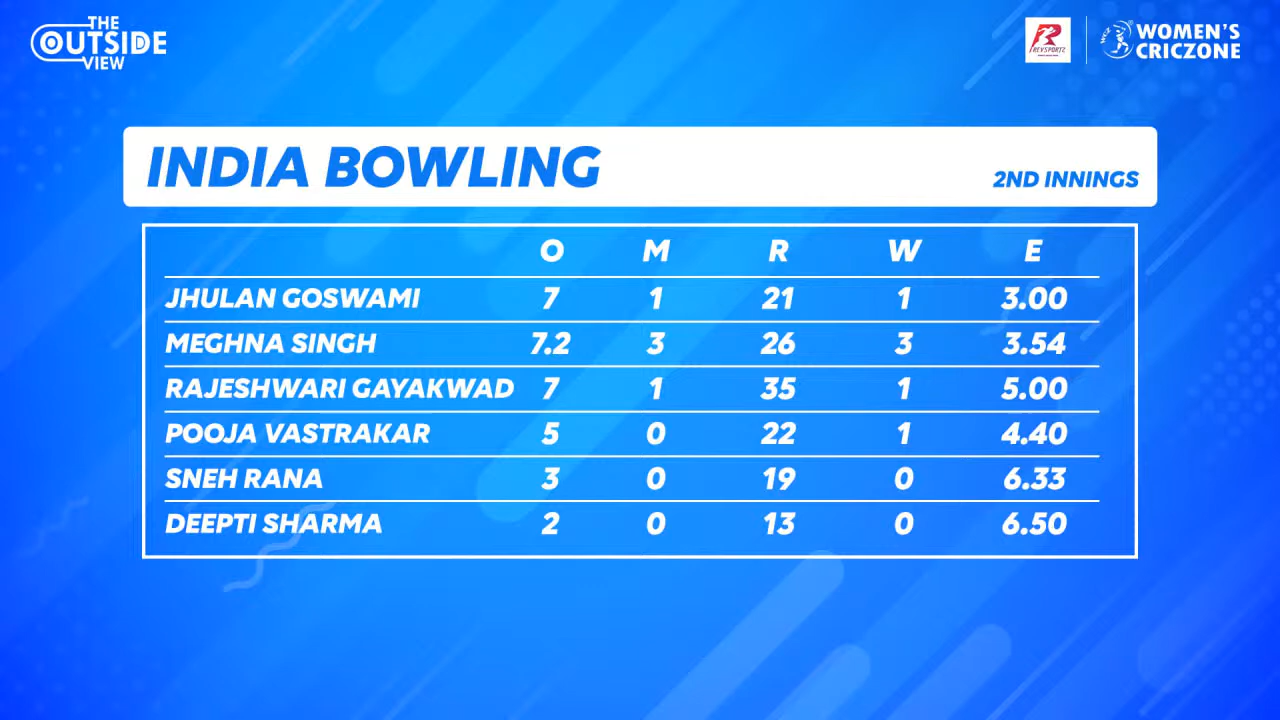 THE
OUTSIDE
VIEW
REVSPORTZ
WOMEN'S
CRICZONE
INDIA BOWLING
2ND INNINGS
O M R W E
JHULAN GOSWAMI 7 1 21 1 3.00
MEGHNA SINGH 7.2 3 26 3 3.54
RAJESHWARI GAYAKWAD 7 1 35 1 5.00
POOJA VASTRAKAR 5 0 22 1 4.40
SNEH RANA 3 0 19 0 6.33
DEEPTI SHARMA 2 0 13 0 6.50